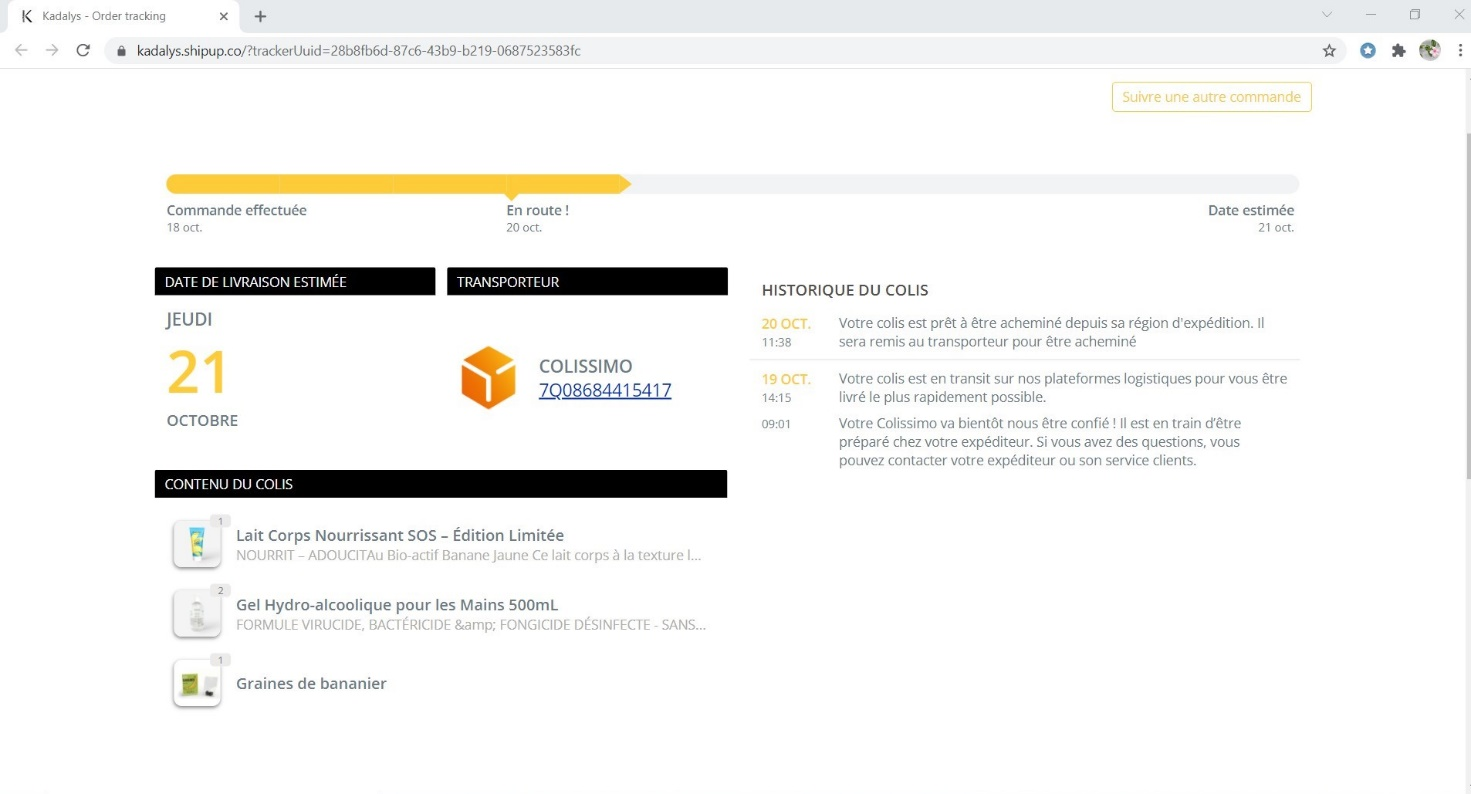 Kadalys - Order tracking
kadalys.shipup.co/?trackerUuid=28b8fb6d-87c6-43b9-b219-0687523583fc
Suivre une autre commande
Commande effectuée
18 oct.
En route !
20 oct.
Date estimée
21 oct.
DATE DE LIVRAISON ESTIMÉE
JEUDI
21
OCTOBRE
TRANSPORTEUR
COLISSIMO
7Q08684415417
HISTORIQUE DU COLIS
20 OCT.
11:38
Votre colis est prêt à être acheminé depuis sa région d'expédition. Il
sera remis au transporteur pour être acheminé
19 OCT.
14:15
Votre colis est en transit sur nos plateformes logistiques pour vous être
livré le plus rapidement possible.
09:01
Votre Colissimo va bientôt nous être confié ! Il est en train d’être
préparé chez votre expéditeur. Si vous avez des questions, vous
pouvez contacter votre expéditeur ou son service clients.
CONTENU DU COLIS
1
Lait Corps Nourrissant SOS – Édition Limitée
NOURRIT – ADOUCITAu Bio-actif Banane Jaune Ce lait corps à la texture l...
2
Gel Hydro-alcoolique pour les Mains 500mL
FORMULE VIRUCIDE, BACTÉRICIDE &amp; FONGICIDE DÉSINFECTE - SANS...
1
Graines de bananier